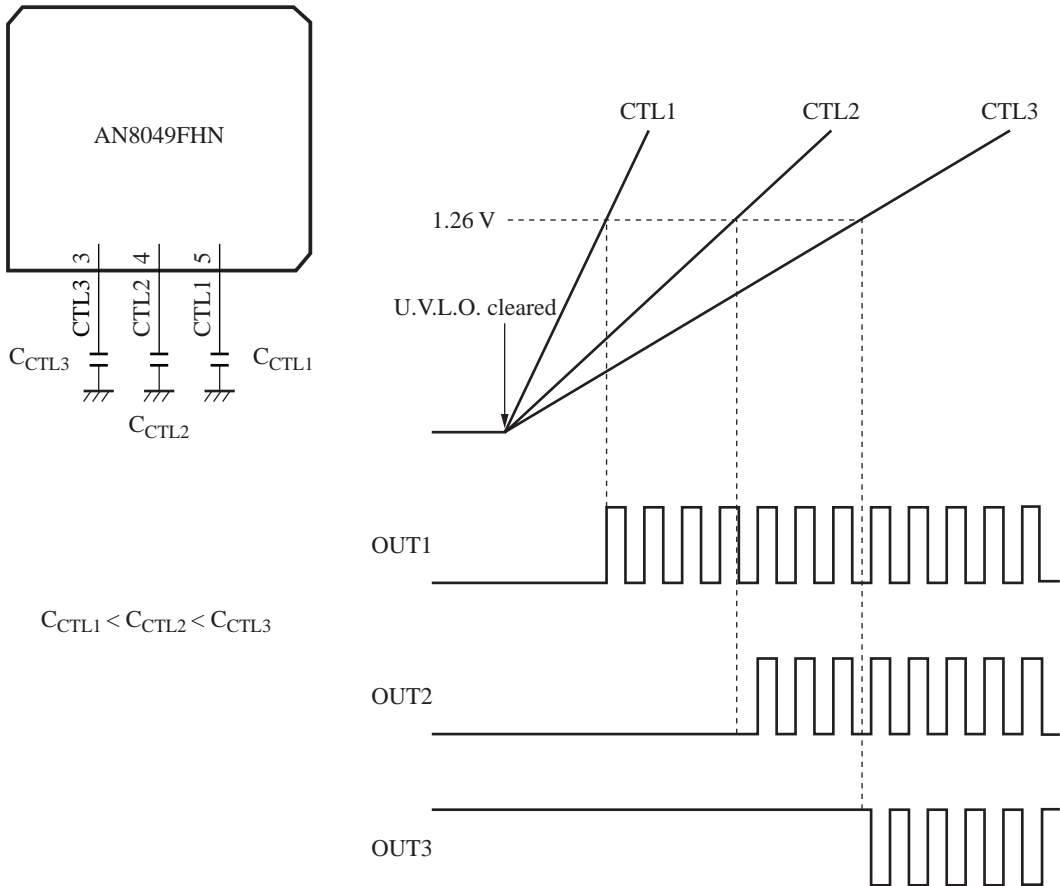 AN8049FHN
3 4 5
CTL3 CTL2 CTL1
C_CTL3
C_CTL2
C_CTL1
C_CTL1 < C_CTL2 < C_CTL3
CTL1 CTL2 CTL3
1.26 V
U.V.L.O. cleared
OUT1
OUT2
OUT3